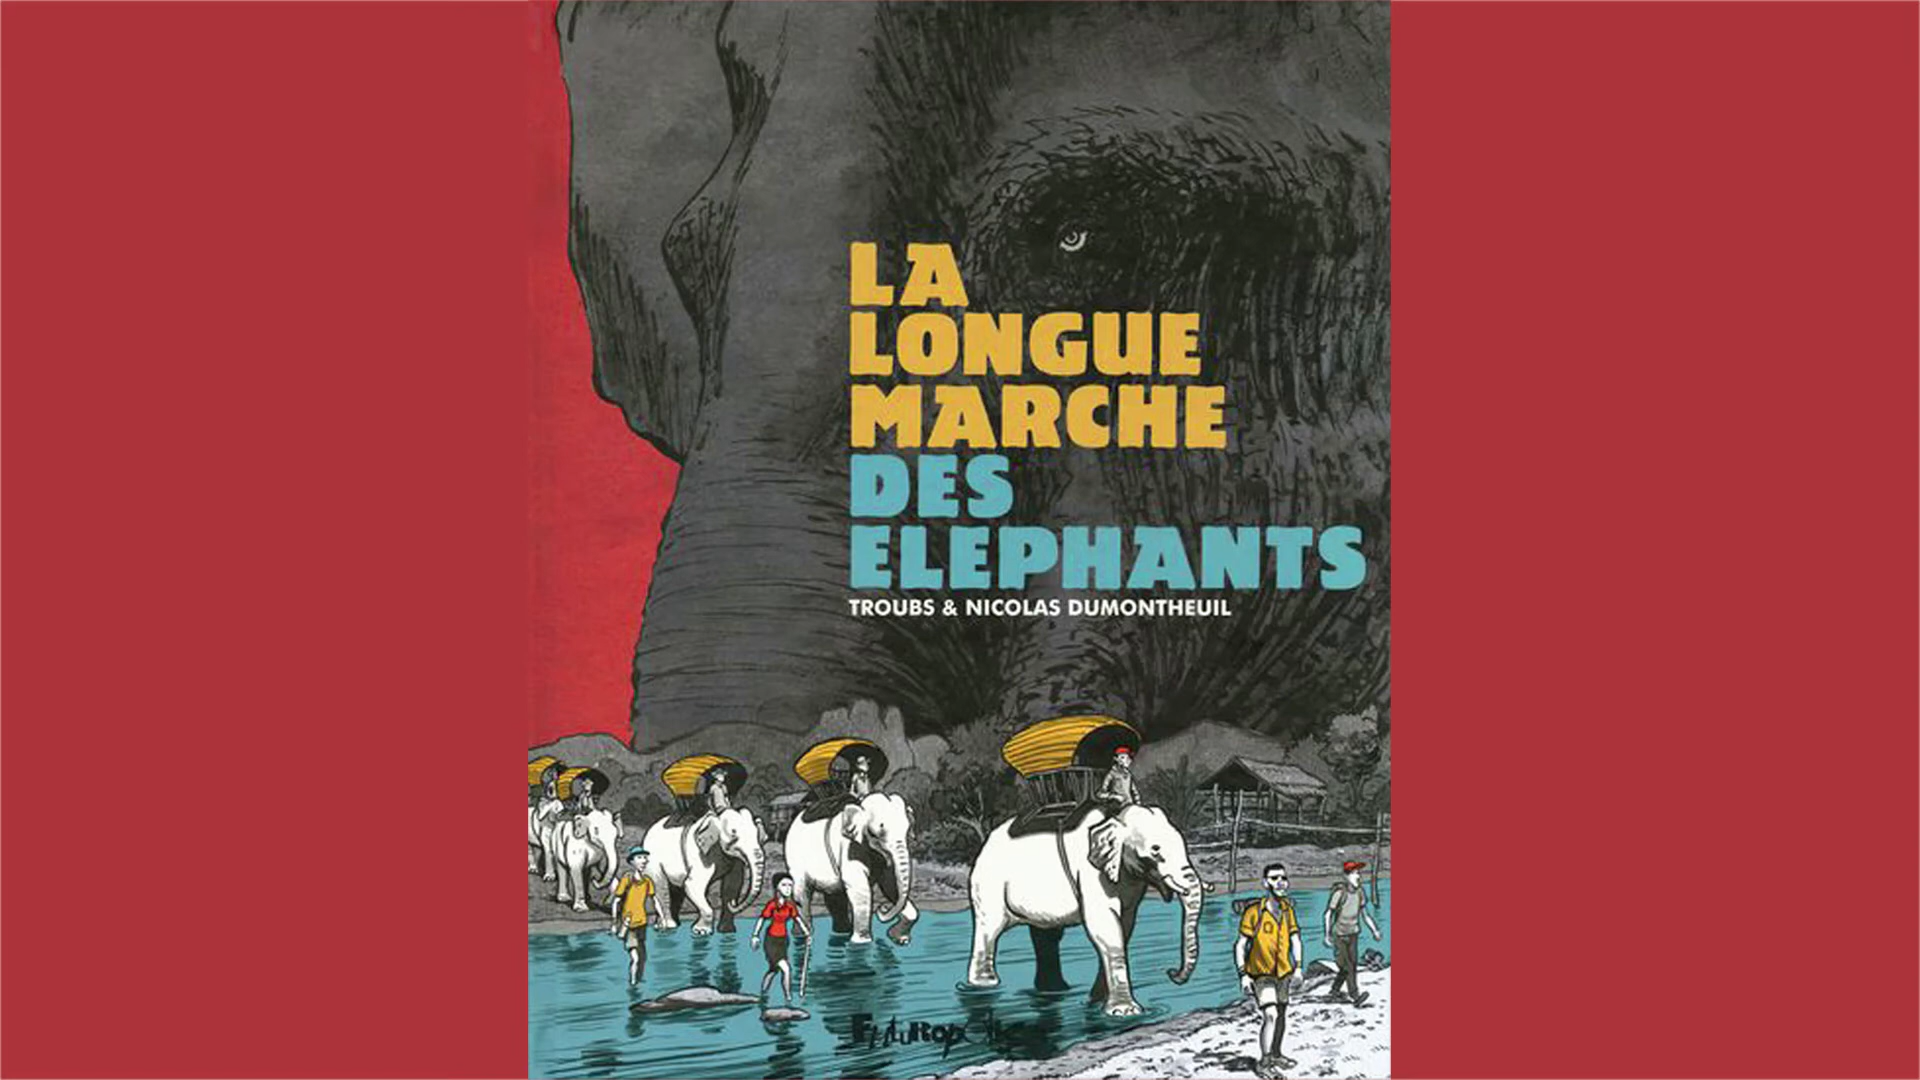 LA
LONGUE
MARCHE
DES
ELEPHANTS
TROUBS & NICOLAS DUMONTHEUIL
Futuropolis